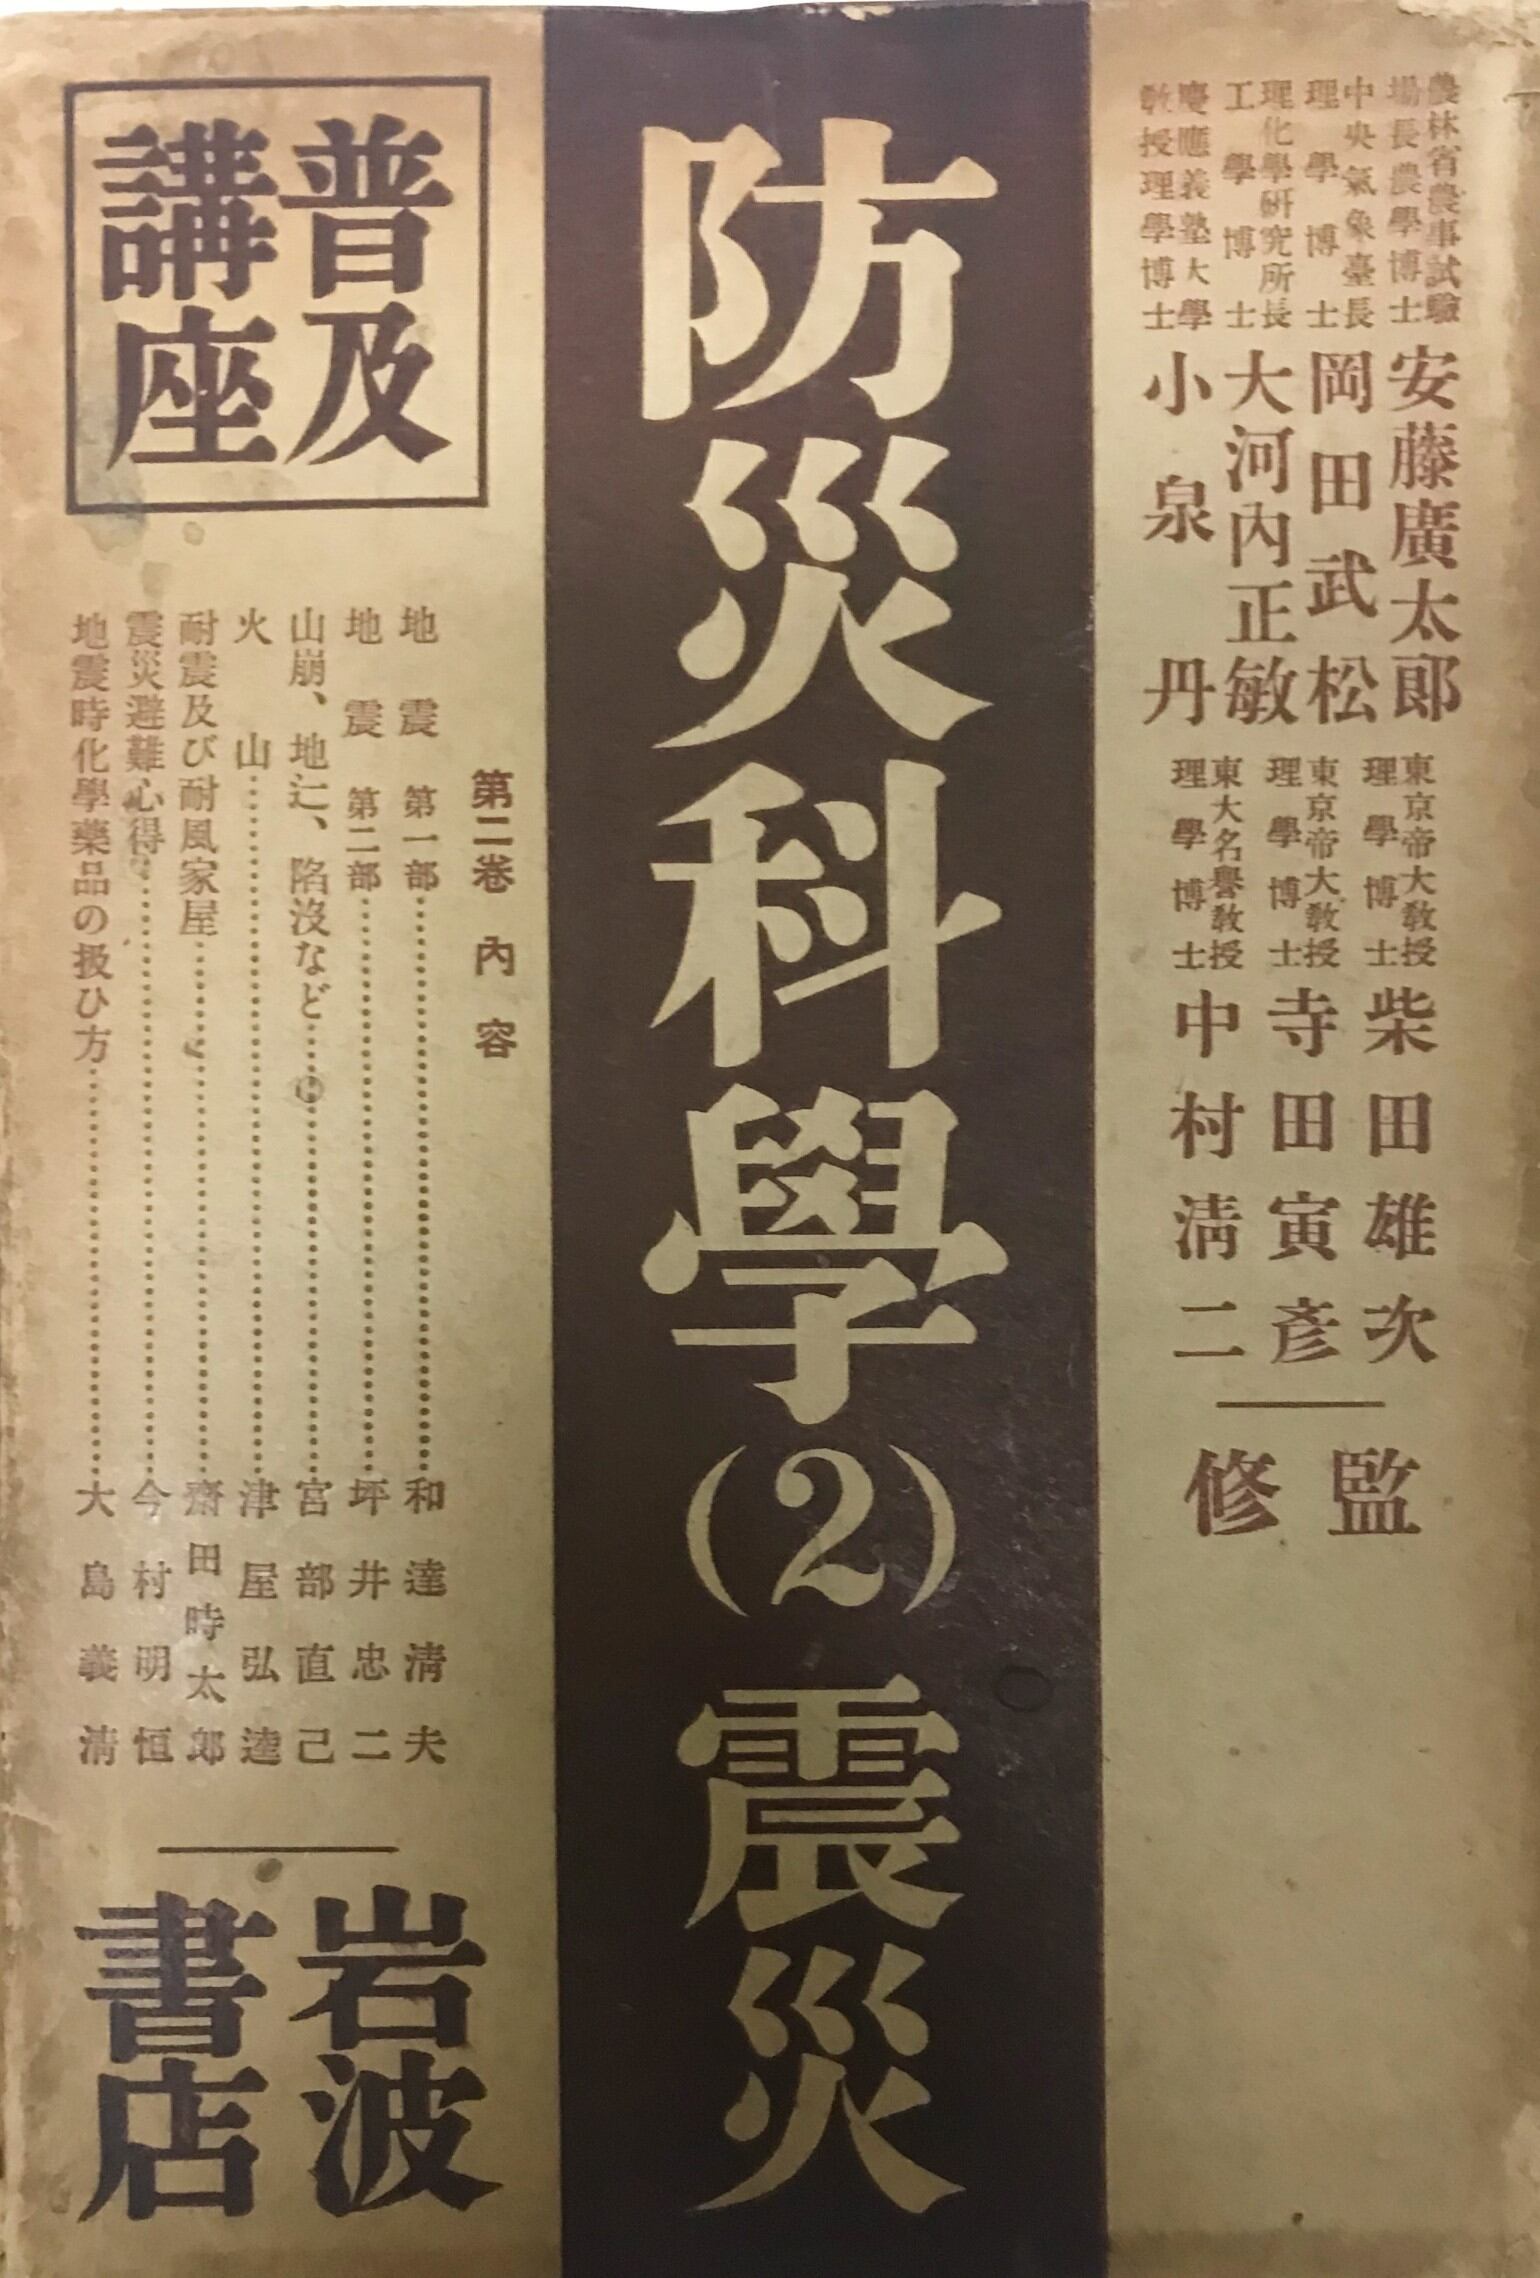 農林省農事試驗
場長農學博士
安藤廣太郎
中央氣象臺長
理學博士
岡田武松
理化學研究所長
工學博士
大河內正敏
慶應義塾大學
教授理學博士
小泉丹
東京帝大教授
理學博士
柴田雄次
東京帝大教授
理學博士
寺田寅彥
東大名譽教授
理學博士
中村淸二
監修
防災科學(2)震災
普及
講座
第二卷 內容
地震 第一部……和達淸夫
地震 第二部……坪井忠二
山崩、地辷、陷沒など……宮部直己
火山……津屋弘逵
耐震及び耐風家屋……齋田時太郎
震災避難心得……今村明恒
地震時化學藥品の扱ひ方……大島義淸
岩波
書店